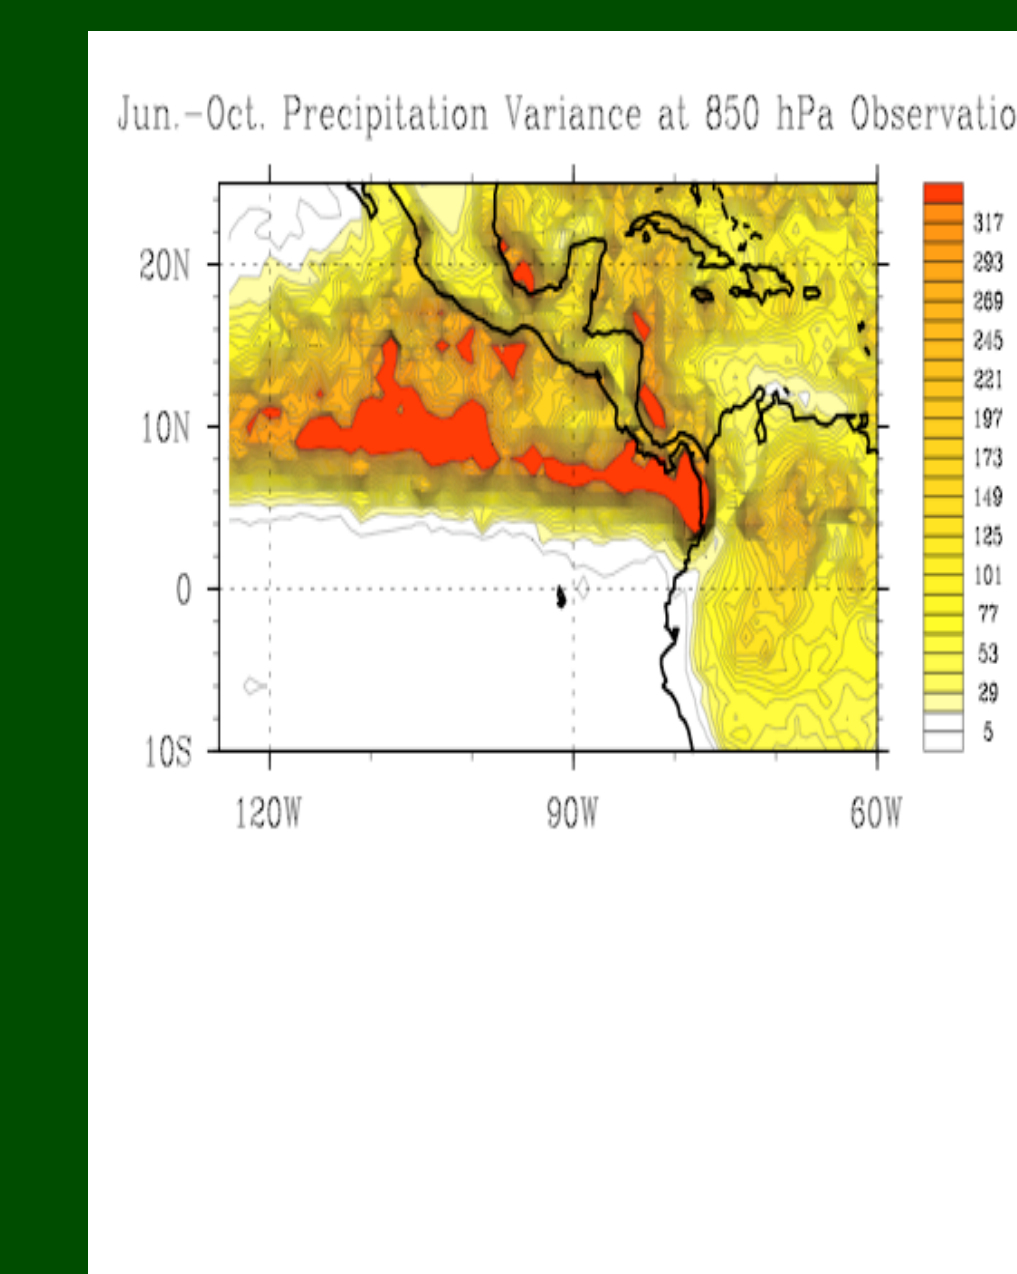 Jun.-Oct. Precipitation Variance at 850 hPa Observatio
20N
10N
0
10S
120W
90W
60W
317
293
269
245
221
197
173
149
125
101
77
53
29
5